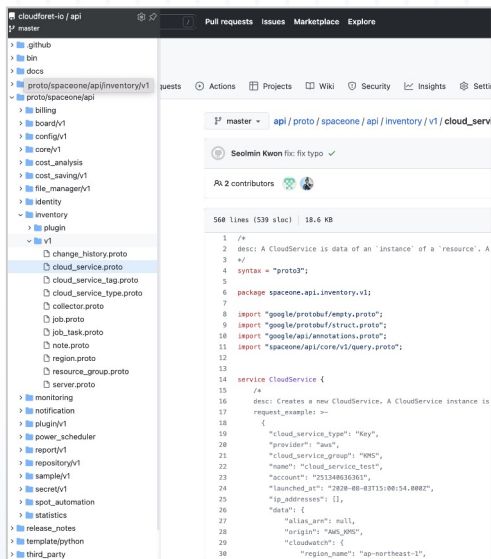 cloudforet-io / api
master
/
Pull requests Issues Marketplace Explore
.github
bin
docs
proto/spaceone/api/inventory/v1
quests Actions Projects Wiki Security Insights Settin
proto/spaceone/api
billing
board/v1
config/v1
core/v1
cost_analysis
cost_saving/v1
file_manager/v1
identity
inventory
plugin
v1
change_history.proto
cloud_service.proto
cloud_service_tag.proto
cloud_service_type.proto
collector.proto
job.proto
job_task.proto
note.proto
region.proto
resource_group.proto
server.proto
monitoring
notification
plugin/v1
power_scheduler
report/v1
repository/v1
sample/v1
secret/v1
spot_automation
statistics
release_notes
template/python
third_party
master api / proto / spaceone / api / inventory / v1 / cloud_servi
Seolmin Kwon fix: fix typo
2 contributors
560 lines (539 sloc) 18.6 KB
1 /*
2 desc: A CloudService is data of an `instance` of a `resource`. A
3 */
4 syntax = "proto3";
5
6 package spaceone.api.inventory.v1;
7
8 import "google/protobuf/empty.proto";
9 import "google/protobuf/struct.proto";
10 import "google/api/annotations.proto";
11 import "spaceone/api/core/v1/query.proto";
12
13
14 service CloudService {
15 /*
16 desc: Creates a new CloudService. A CloudService instance is
17 request_example: >-
18 {
19 "cloud_service_type": "Key",
20 "provider": "aws",
21 "cloud_service_group": "KMS",
22 "name": "cloud_service_test",
23 "account": "251340636361",
24 "launched_at": "2020-08-03T15:00:54.000Z",
25 "ip_addresses": [],
26 "data": {
27 "alias_arn": null,
28 "origin": "AWS_KMS",
29 "cloudwatch": {
30 "region_name": "ap-northeast-1",